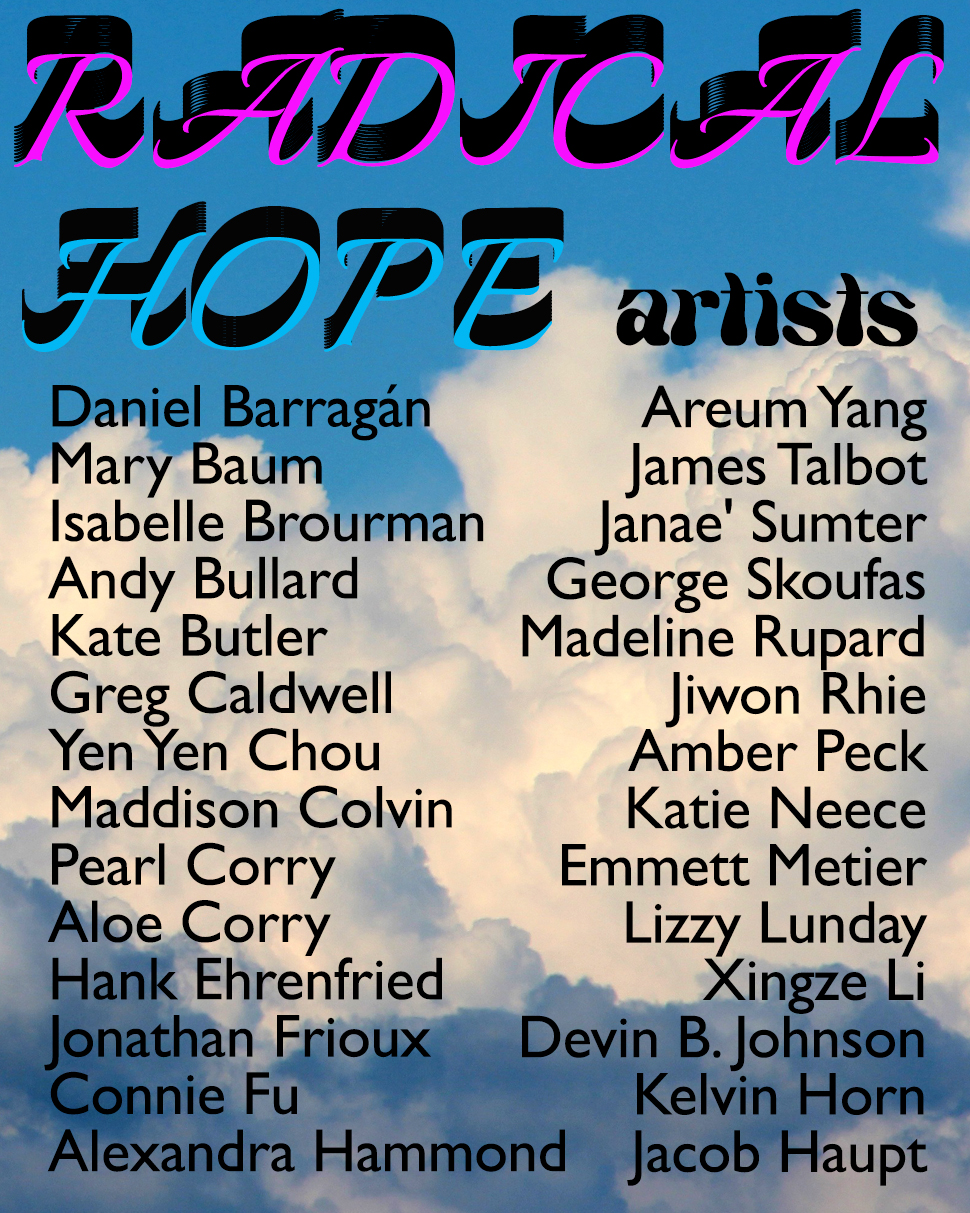 RADICAL
HOPE artists
Daniel Barragán
Mary Baum
Isabelle Brourman
Andy Bullard
Kate Butler
Greg Caldwell
Yen Yen Chou
Maddison Colvin
Pearl Corry
Aloe Corry
Hank Ehrenfried
Jonathan Frioux
Connie Fu
Alexandra Hammond
Areum Yang
James Talbot
Janae' Sumter
George Skoufas
Madeline Rupard
Jiwon Rhie
Amber Peck
Katie Neece
Emmett Metier
Lizzy Lunday
Xingze Li
Devin B. Johnson
Kelvin Horn
Jacob Haupt